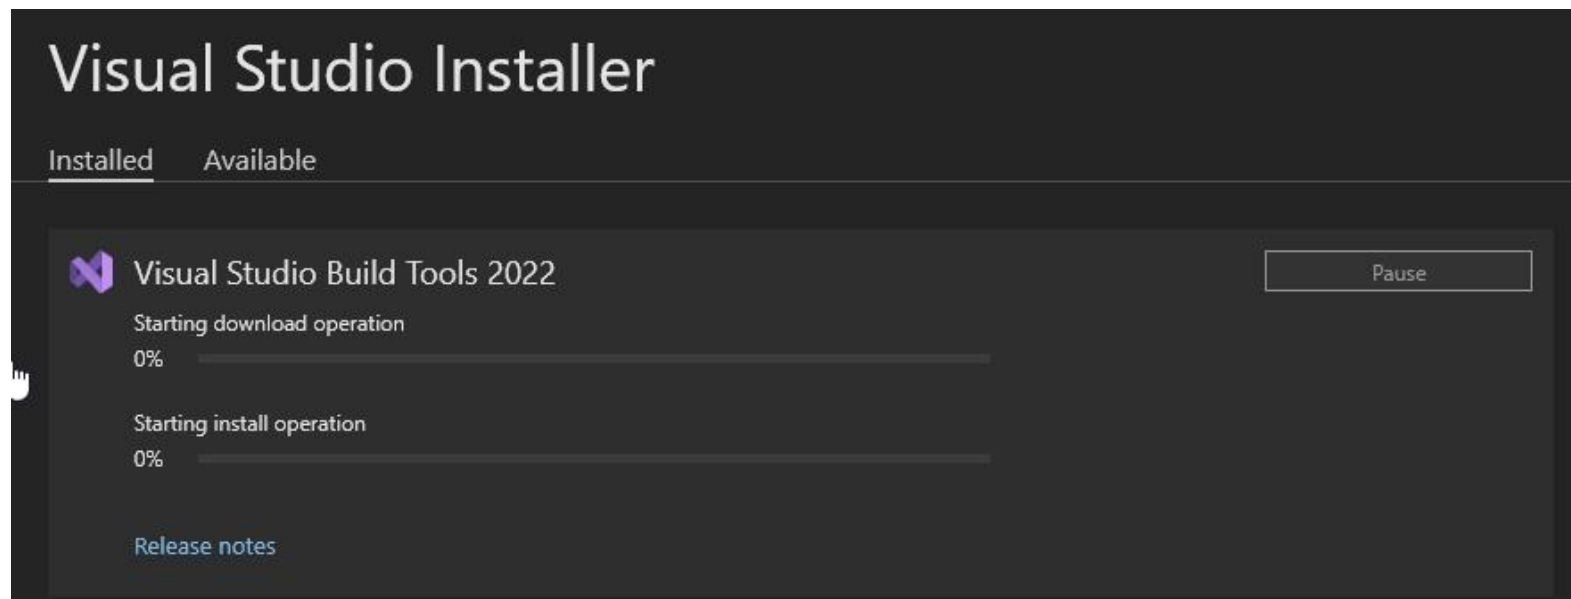 Visual Studio Installer
Installed Available
Visual Studio Build Tools 2022
Pause
Starting download operation
0%
Starting install operation
0%
Release notes